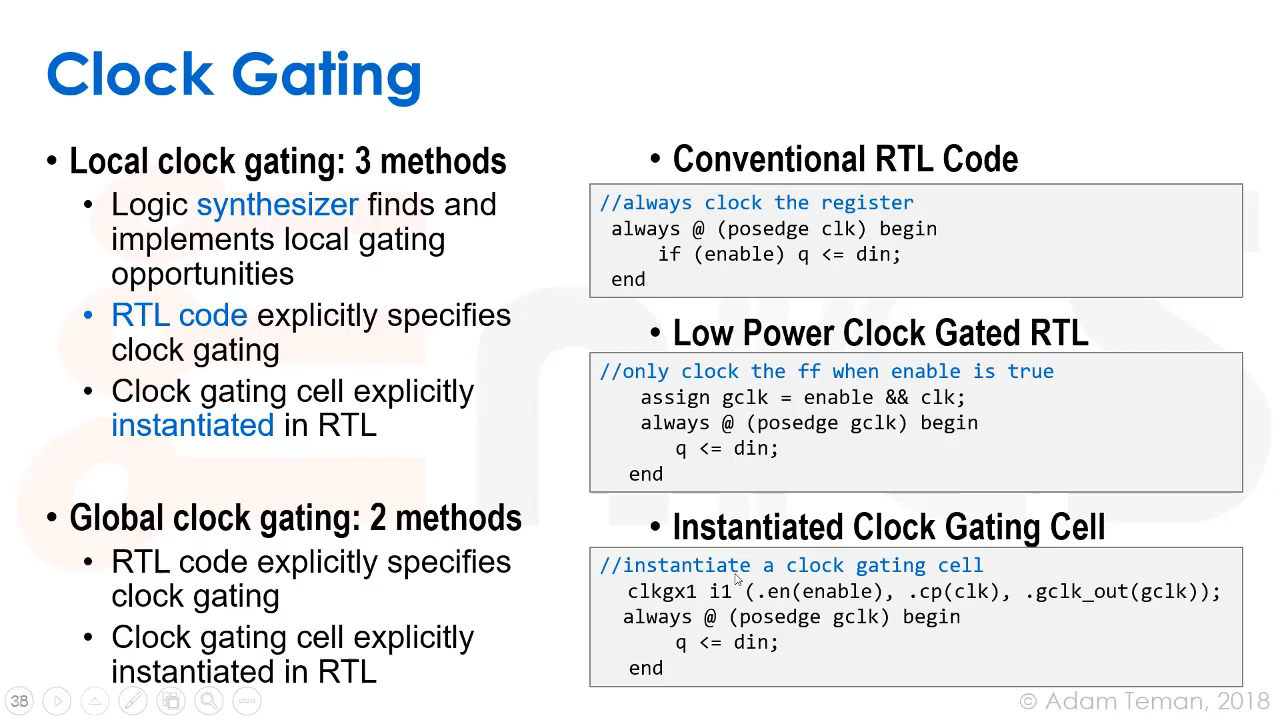 Clock Gating
• Local clock gating: 3 methods
• Logic synthesizer finds and
implements local gating
opportunities
• RTL code explicitly specifies
clock gating
• Clock gating cell explicitly
instantiated in RTL
• Global clock gating: 2 methods
• RTL code explicitly specifies
clock gating
• Clock gating cell explicitly
instantiated in RTL
• Conventional RTL Code
//always clock the register
always @ (posedge clk) begin
if (enable) q <= din;
end
• Low Power Clock Gated RTL
//only clock the ff when enable is true
assign gclk = enable && clk;
always @ (posedge gclk) begin
q <= din;
end
• Instantiated Clock Gating Cell
//instantiate a clock gating cell
clkgx1 i1 (.en(enable), .cp(clk), .gclk_out(gclk));
always @ (posedge gclk) begin
q <= din;
end
38
© Adam Teman, 2018